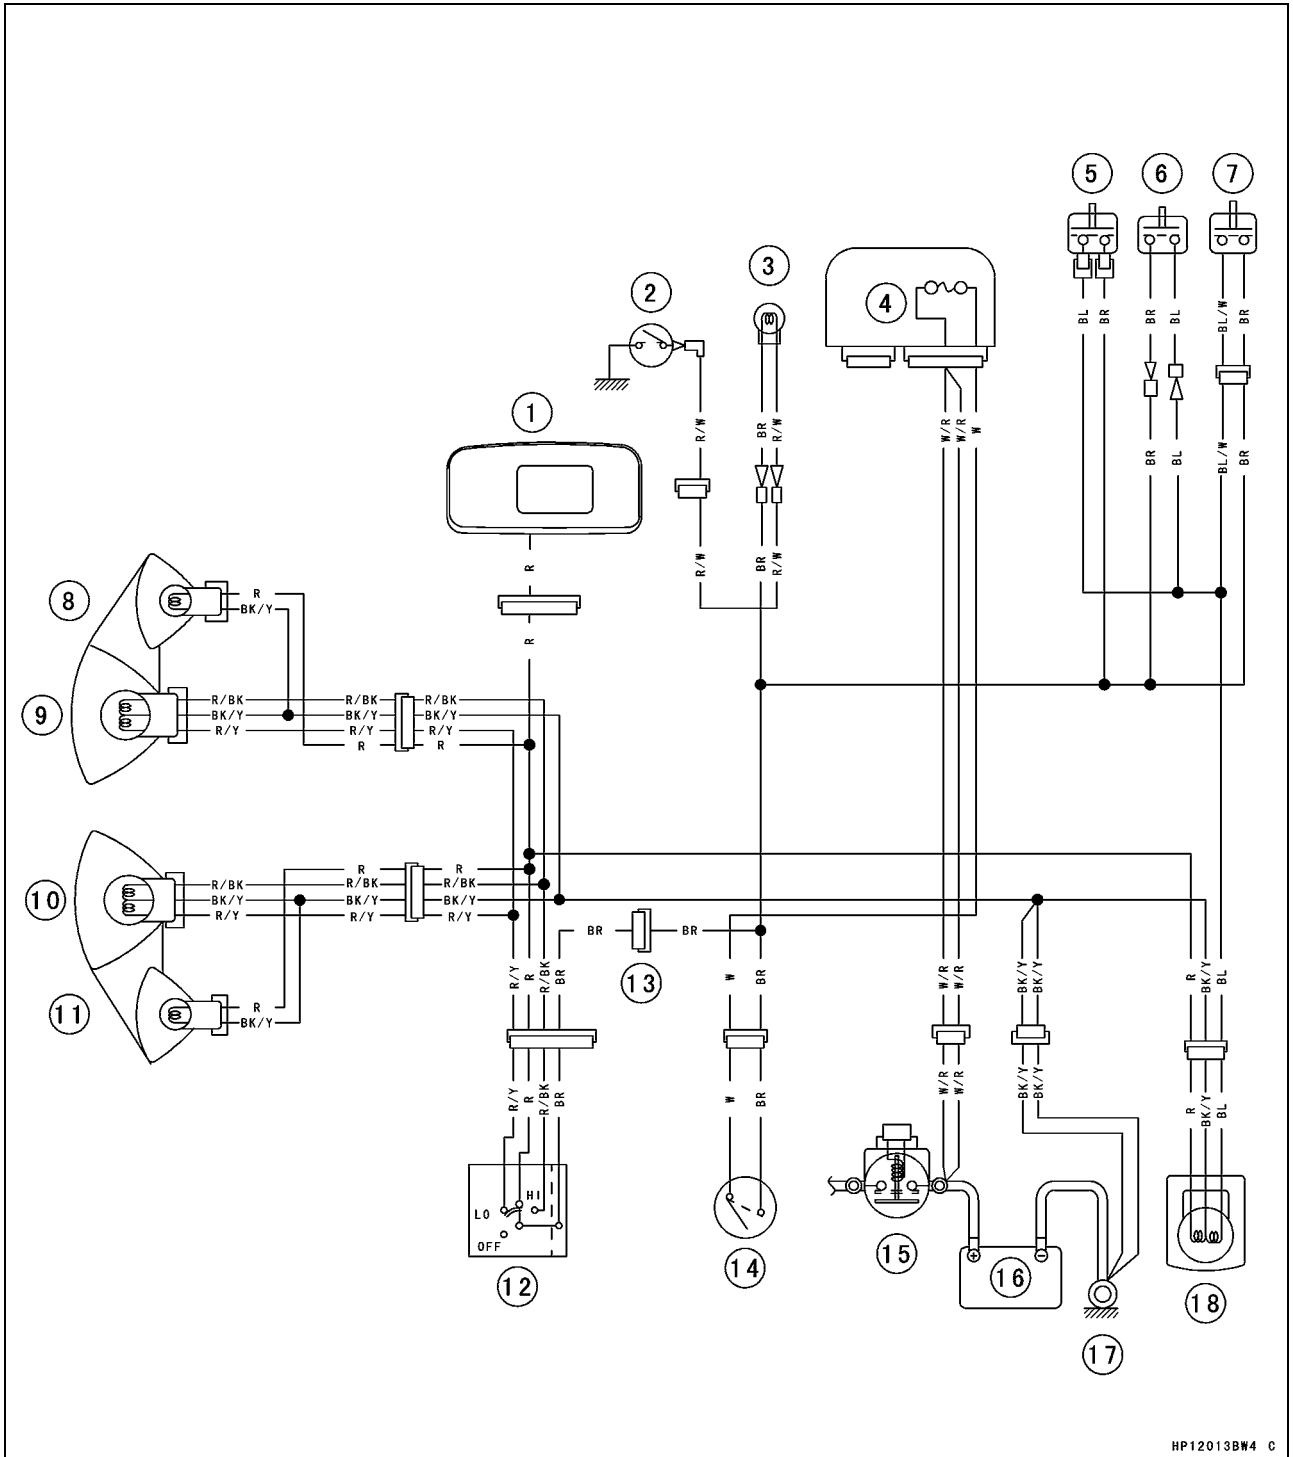 5 6 7
3
2
4
BL BR BR BL BL/W BR
1
R/W BR R/W W/R W/R W
BR BL BL/W BR
R/W BR R/W
R
8 R
BK/Y
R
9 R/BK R/BK R/BK
BK/Y BK/Y BK/Y
R/Y R/Y R/Y
R R
R R
10 R/BK R/BK R/BK
BK/Y BK/Y BK/Y
R/Y R/Y R/Y
BR BR
13
R/Y R R/BK BR W BR W/R W/R BK/Y BK/Y R BK/Y BL
11 R
BK/Y
R/Y R R/BK BR W BR W/R W/R BK/Y BK/Y R BK/Y BL
HI
LO
OFF
12 14 15 16 + − 18
17
HP12013BW4 C